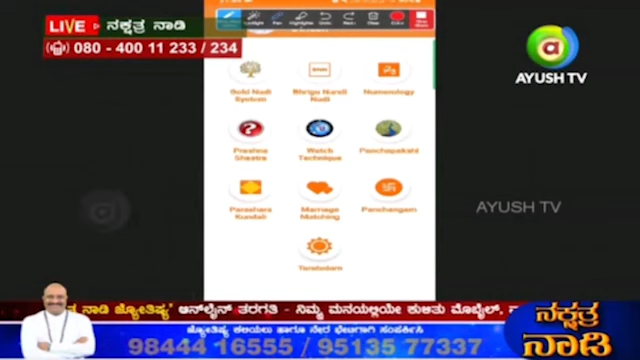 LIVE ನಕ್ಷತ್ರ ನಾಡಿ
080 - 400 11 233 / 234
AYUSH TV
Gold Nadi System
Bhrigu Nandi Nadi
Numerology
Prashna Shastra
Watch Technique
Panchapakshi
Parashara Kundali
Marriage Matching
Panchangam
AYUSH TV
ನಾಡಿ ಜ್ಯೋತಿಷ್ಯ' ಆನ್‌ಲೈನ್ ತರಗತಿ - ನಿಮ್ಮ ಮನೆಯಲ್ಲಿಯೇ ಕುಳಿತು ಮೊಬೈಲ್,
ಜ್ಯೋತಿಷ್ಯ ಕಲಿಯಲು ಹಾಗೂ ನೇರ ಭೇಟಿಗಾಗಿ ಸಂಪರ್ಕಿಸಿ
98444 16555 / 95135 77337
ನಕ್ಷತ್ರ
ನಾಡಿ